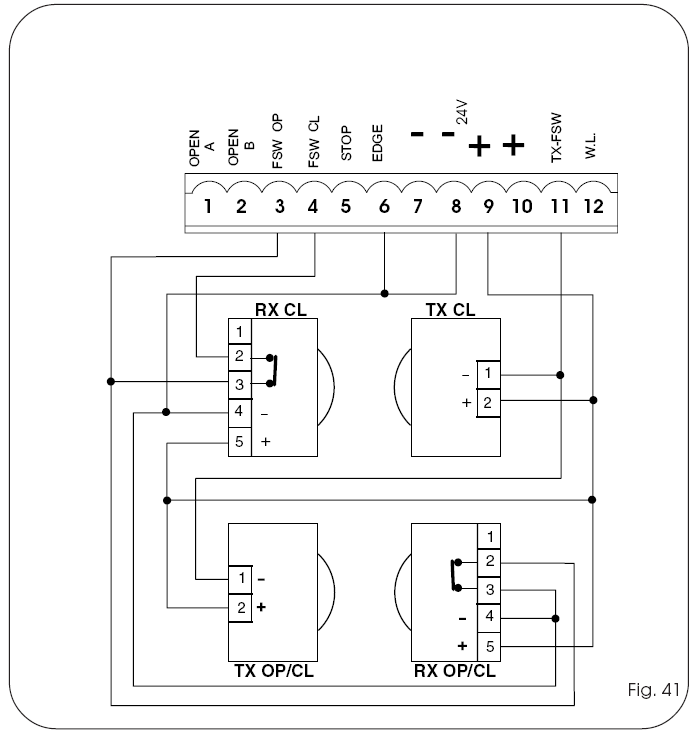 OPEN A
OPEN B
FSW OP
FSW CL
STOP
EDGE
-
-
24V
+
+
TX-FSW
W.L.
1 2 3 4 5 6 7 8 9 10 11 12
RX CL
1
2
3
4 -
5 +
TX CL
- 1
+ 2
1 -
2 +
TX OP/CL
1
2
3
- 4
+ 5
RX OP/CL
Fig. 41